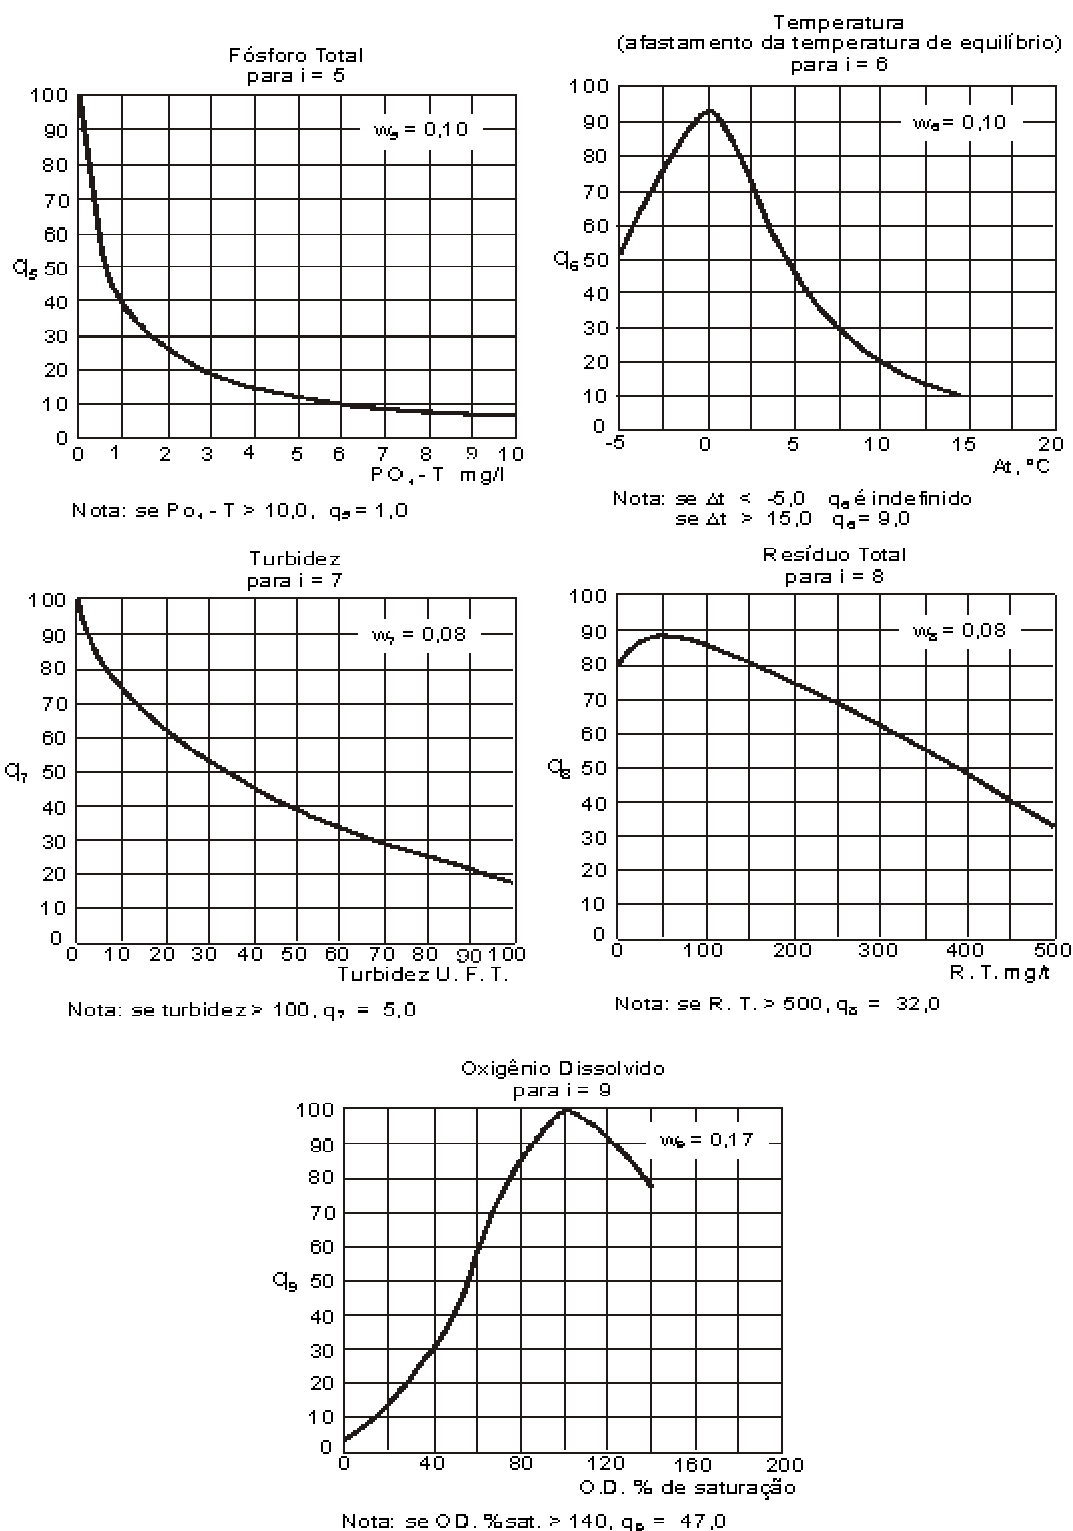 Fósforo Total
para i = 5
100
90
80
70
60
50
40
30
20
10
0
q₅
w₅ = 0,10
0 1 2 3 4 5 6 7 8 9 10
PO₄ - T mg/l
Nota: se Po₄ - T > 10,0, q₅ = 1,0
Temperatura
(afastamento da temperatura de equilíbrio)
para i = 6
100
90
80
70
60
50
40
30
20
10
0
q₆
w₆ = 0,10
-5 0 5 10 15 20
At, °C
Nota: se Δt < -5,0 q₆ é indefinido
se Δt > 15,0 q₆ = 9,0
Turbidez
para i = 7
100
90
80
70
60
50
40
30
20
10
0
q₇
w₇ = 0,08
0 10 20 30 40 50 60 70 80 90 100
Turbidez U. F. T.
Nota: se turbidez > 100, q₇ = 5,0
Resíduo Total
para i = 8
100
90
80
70
60
50
40
30
20
10
0
q₈
w₈ = 0,08
0 100 200 300 400 500
R. T. mg/t
Nota: se R. T. > 500, q₈ = 32,0
Oxigênio Dissolvido
para i = 9
100
90
80
70
60
50
40
30
20
10
0
q₉
w₉ = 0,17
0 40 80 120 160 200
O.D. % de saturação
Nota: se OD. %sat. > 140, q₉ = 47,0